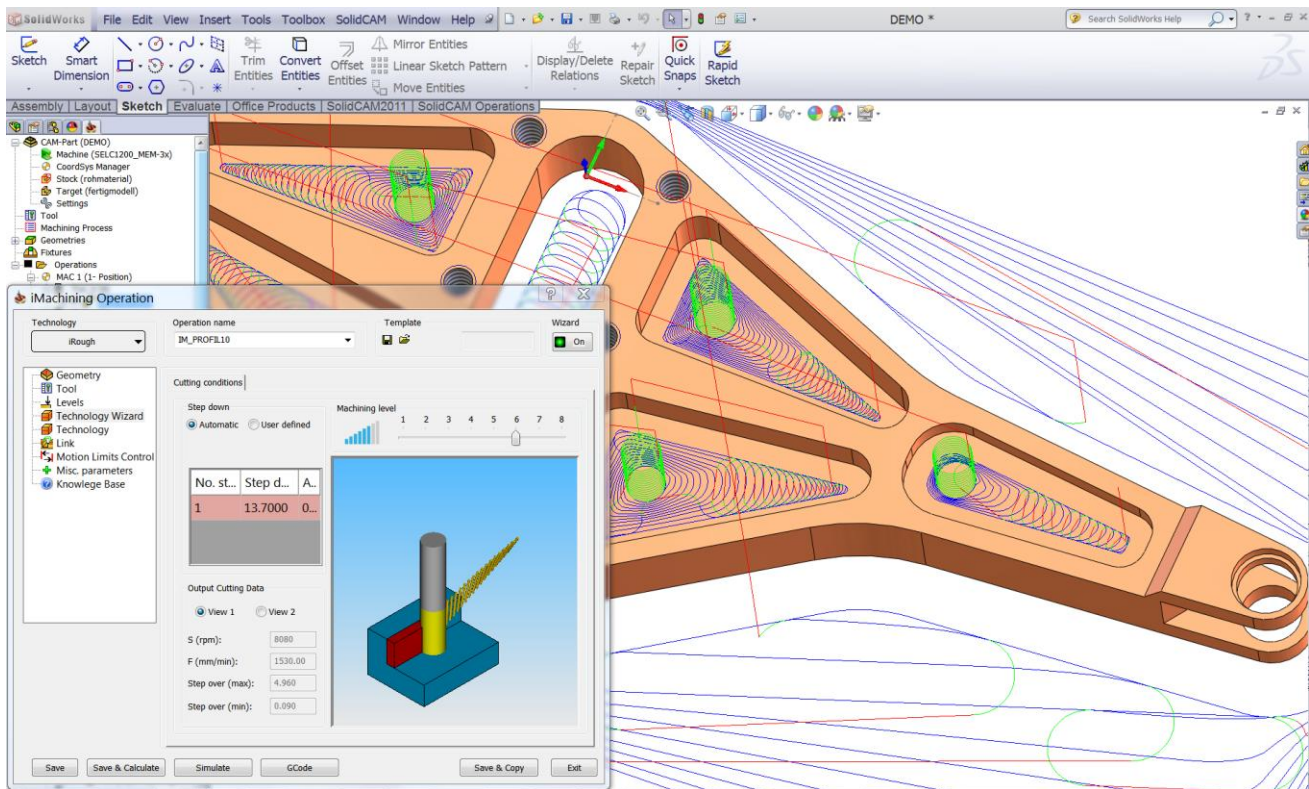 SolidWorks File Edit View Insert Tools Toolbox SolidCAM Window Help DEMO * Search SolidWorks Help
Sketch Smart Dimension Trim Entities Convert Entities Offset Entities Mirror Entities Linear Sketch Pattern Move Entities Display/Delete Relations Repair Sketch Quick Snaps Rapid Sketch
Assembly Layout Sketch Evaluate Office Products SolidCAM2011 SolidCAM Operations
CAM-Part (DEMO)
Machine (SELC1200_MEM-3x)
CoordSys Manager
Stock (rohmaterial)
Target (fertigmodell)
Settings
Tool
Machining Process
Geometries
Fixtures
Operations
MAC 1 (1- Position)
iMachining Operation
Technology Operation name Template Wizard
iRough IM_PROFIL10 On
Geometry
Tool
Levels
Technology Wizard
Technology
Link
Motion Limits Control
Misc. parameters
Knowlege Base
Cutting conditions
Step down
Automatic User defined
Machining level
1 2 3 4 5 6 7 8
No. st... Step d... A..
1 13.7000 0...
Output Cutting Data
View 1 View 2
S (rpm): 8080
F (mm/min): 1530.00
Step over (max): 4.960
Step over (min): 0.090
Save Save & Calculate Simulate GCode Save & Copy Exit